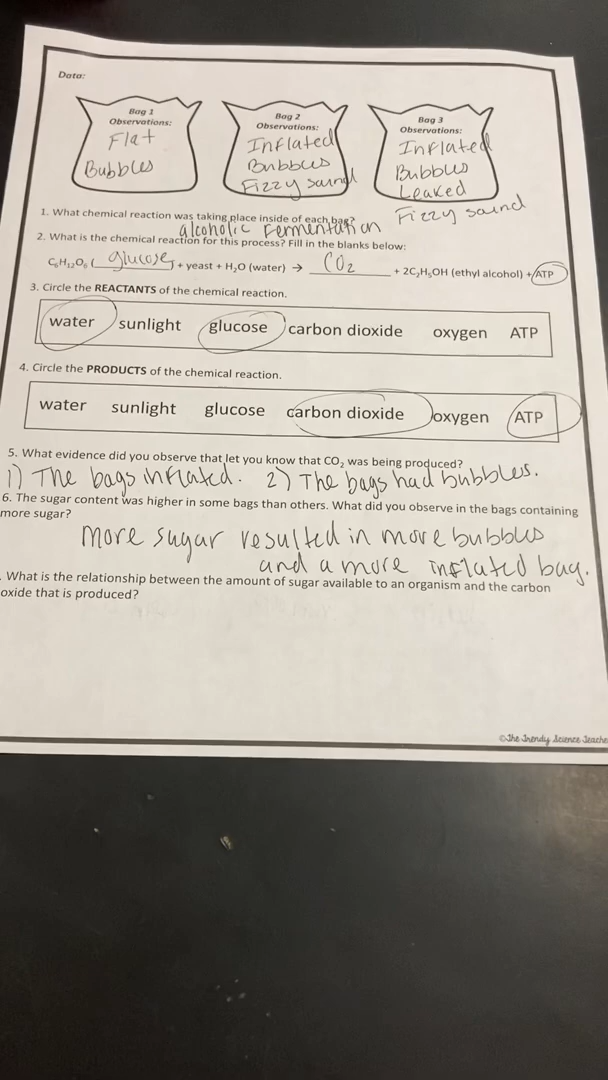 Data:
Bag 1
Observations:
Flat
Bubbles
Bag 2
Observations:
Inflated
Bubbles
Fizzy sound
Bag 3
Observations:
Inflated
Bubbles
Leaked
Fizzy sound
1. What chemical reaction was taking place inside of each bag?
alcoholic Fermentation
2. What is the chemical reaction for this process? Fill in the blanks below:
C₆H₁₂O₆ ( glucose) + yeast + H₂O (water) → CO₂ + 2C₂H₅OH (ethyl alcohol) + ATP
3. Circle the REACTANTS of the chemical reaction.
water sunlight glucose carbon dioxide oxygen ATP
4. Circle the PRODUCTS of the chemical reaction.
water sunlight glucose carbon dioxide oxygen ATP
5. What evidence did you observe that let you know that CO₂ was being produced?
1) The bags inflated. 2) The bags had bubbles.
6. The sugar content was higher in some bags than others. What did you observe in the bags containing
more sugar?
More sugar resulted in more bubbles
and a more inflated bag.
. What is the relationship between the amount of sugar available to an organism and the carbon
oxide that is produced?
©The Trendy Science Teache